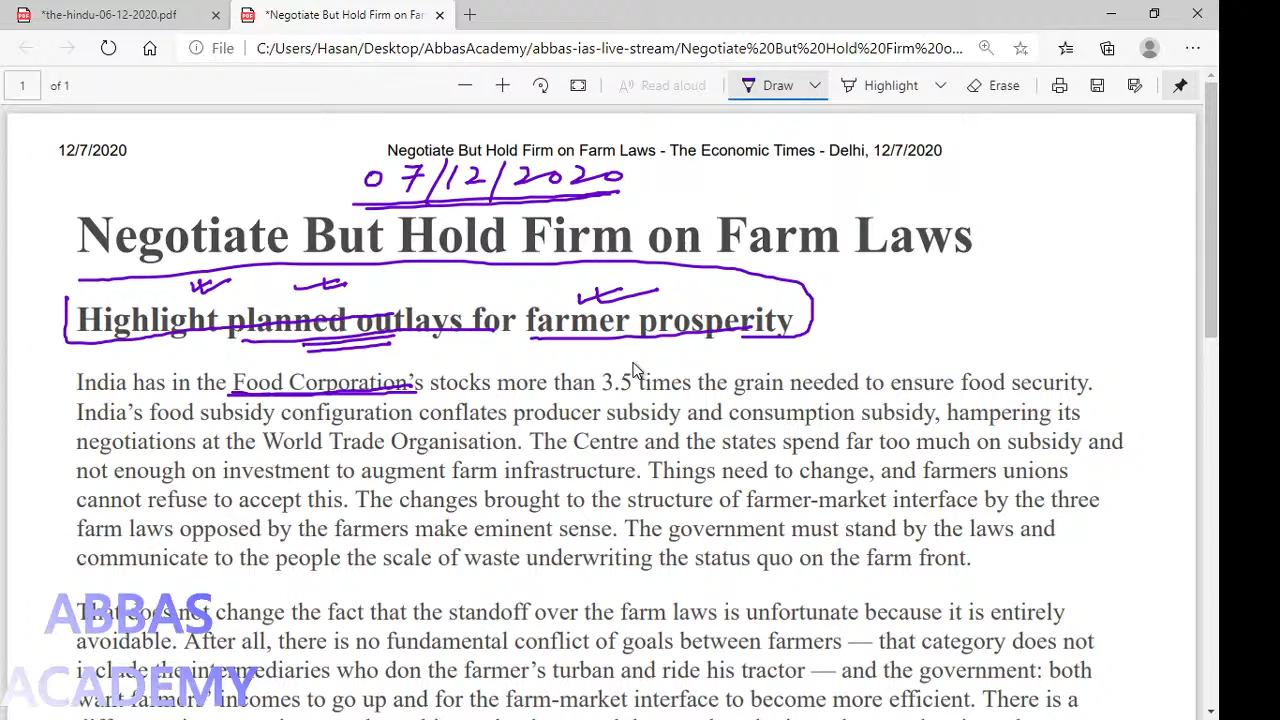 *the-hindu-06-12-2020.pdf
*Negotiate But Hold Firm on Far
File
C:/Users/Hasan/Desktop/AbbasAcademy/abbas-ias-live-stream/Negotiate%20But%20Hold%20Firm%20o...
1 of 1
Read aloud
Draw
Highlight
Erase
12/7/2020
Negotiate But Hold Firm on Farm Laws - The Economic Times - Delhi, 12/7/2020
07/12/2020
Negotiate But Hold Firm on Farm Laws
Highlight planned outlays for farmer prosperity
India has in the Food Corporation’s stocks more than 3.5 times the grain needed to ensure food security.
India’s food subsidy configuration conflates producer subsidy and consumption subsidy, hampering its
negotiations at the World Trade Organisation. The Centre and the states spend far too much on subsidy and
not enough on investment to augment farm infrastructure. Things need to change, and farmers unions
cannot refuse to accept this. The changes brought to the structure of farmer-market interface by the three
farm laws opposed by the farmers make eminent sense. The government must stand by the laws and
communicate to the people the scale of waste underwriting the status quo on the farm front.
That does not change the fact that the standoff over the farm laws is unfortunate because it is entirely
avoidable. After all, there is no fundamental conflict of goals between farmers — that category does not
include the intermediaries who don the farmer’s turban and ride his tractor — and the government: both
want farmers’ incomes to go up and for the farm-market interface to become more efficient. There is a
ABBAS
ACADEMY